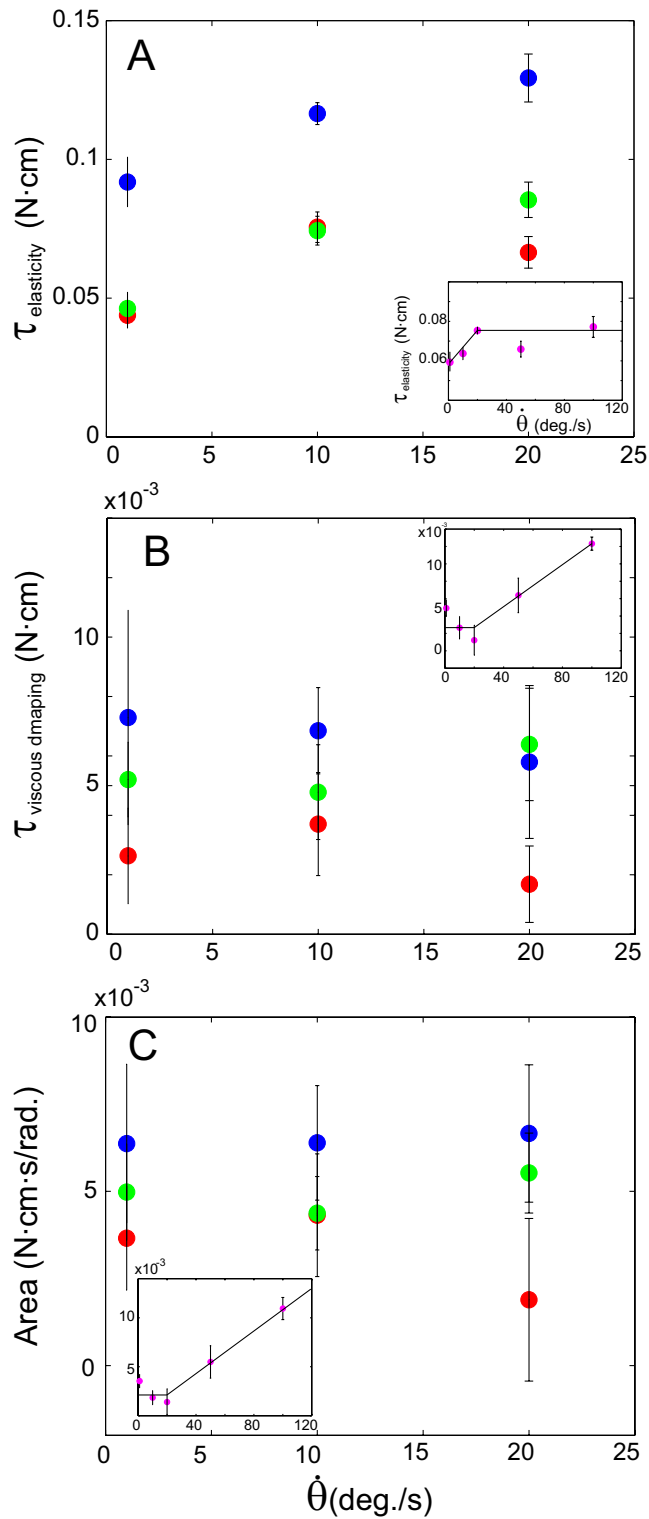 A
τ elasticity (N·cm)
0.15
0.1
0.05
0
0 5 10 15 20 25
τ elasticity (N·cm)
0.08
0.06
0 40 80 120
θ̇ (deg./s)
x10⁻³
B
τ viscous dmaping (N·cm)
10
5
0
0 5 10 15 20 25
x10⁻³
10
5
0
0 40 80 120
x10⁻³
C
Area (N·cm·s/rad.)
10
5
0
0 5 10 15 20 25
x10⁻³
10
5
0 40 80 120
θ̇(deg./s)